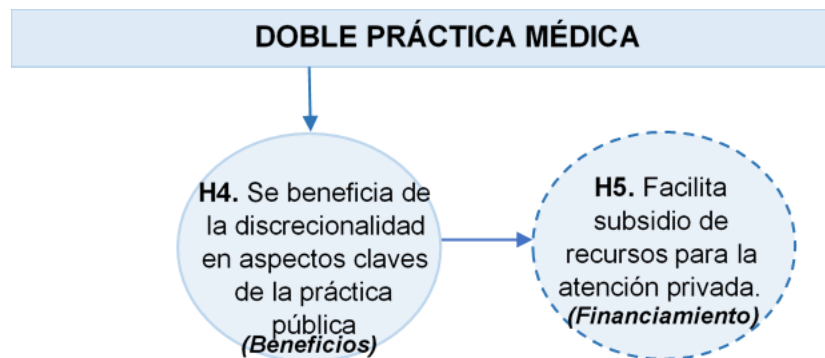 DOBLE PRÁCTICA MÉDICA
H4. Se beneficia de
la discrecionalidad
en aspectos claves
de la práctica
pública
(Beneficios)
H5. Facilita
subsidio de
recursos para la
atención privada.
(Financiamiento)